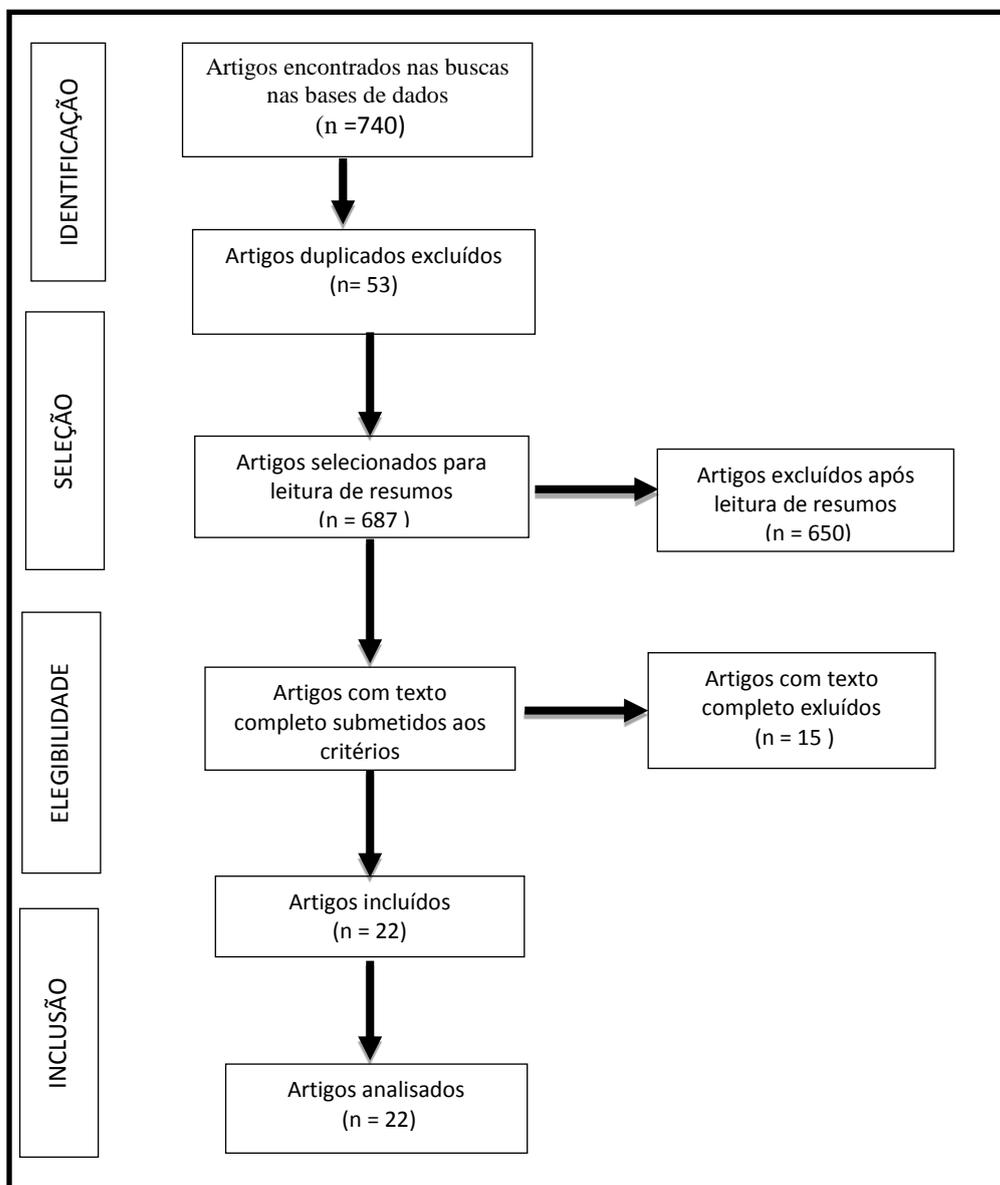 IDENTIFICAÇÃO
Artigos encontrados nas buscas
nas bases de dados
(n =740)
Artigos duplicados excluídos
(n= 53)
SELEÇÃO
Artigos selecionados para
leitura de resumos
(n = 687 )
Artigos excluídos após
leitura de resumos
(n = 650)
ELEGIBILIDADE
Artigos com texto
completo submetidos aos
critérios
Artigos com texto
completo exluídos
(n = 15 )
INCLUSÃO
Artigos incluídos
(n = 22)
Artigos analisados
(n = 22)